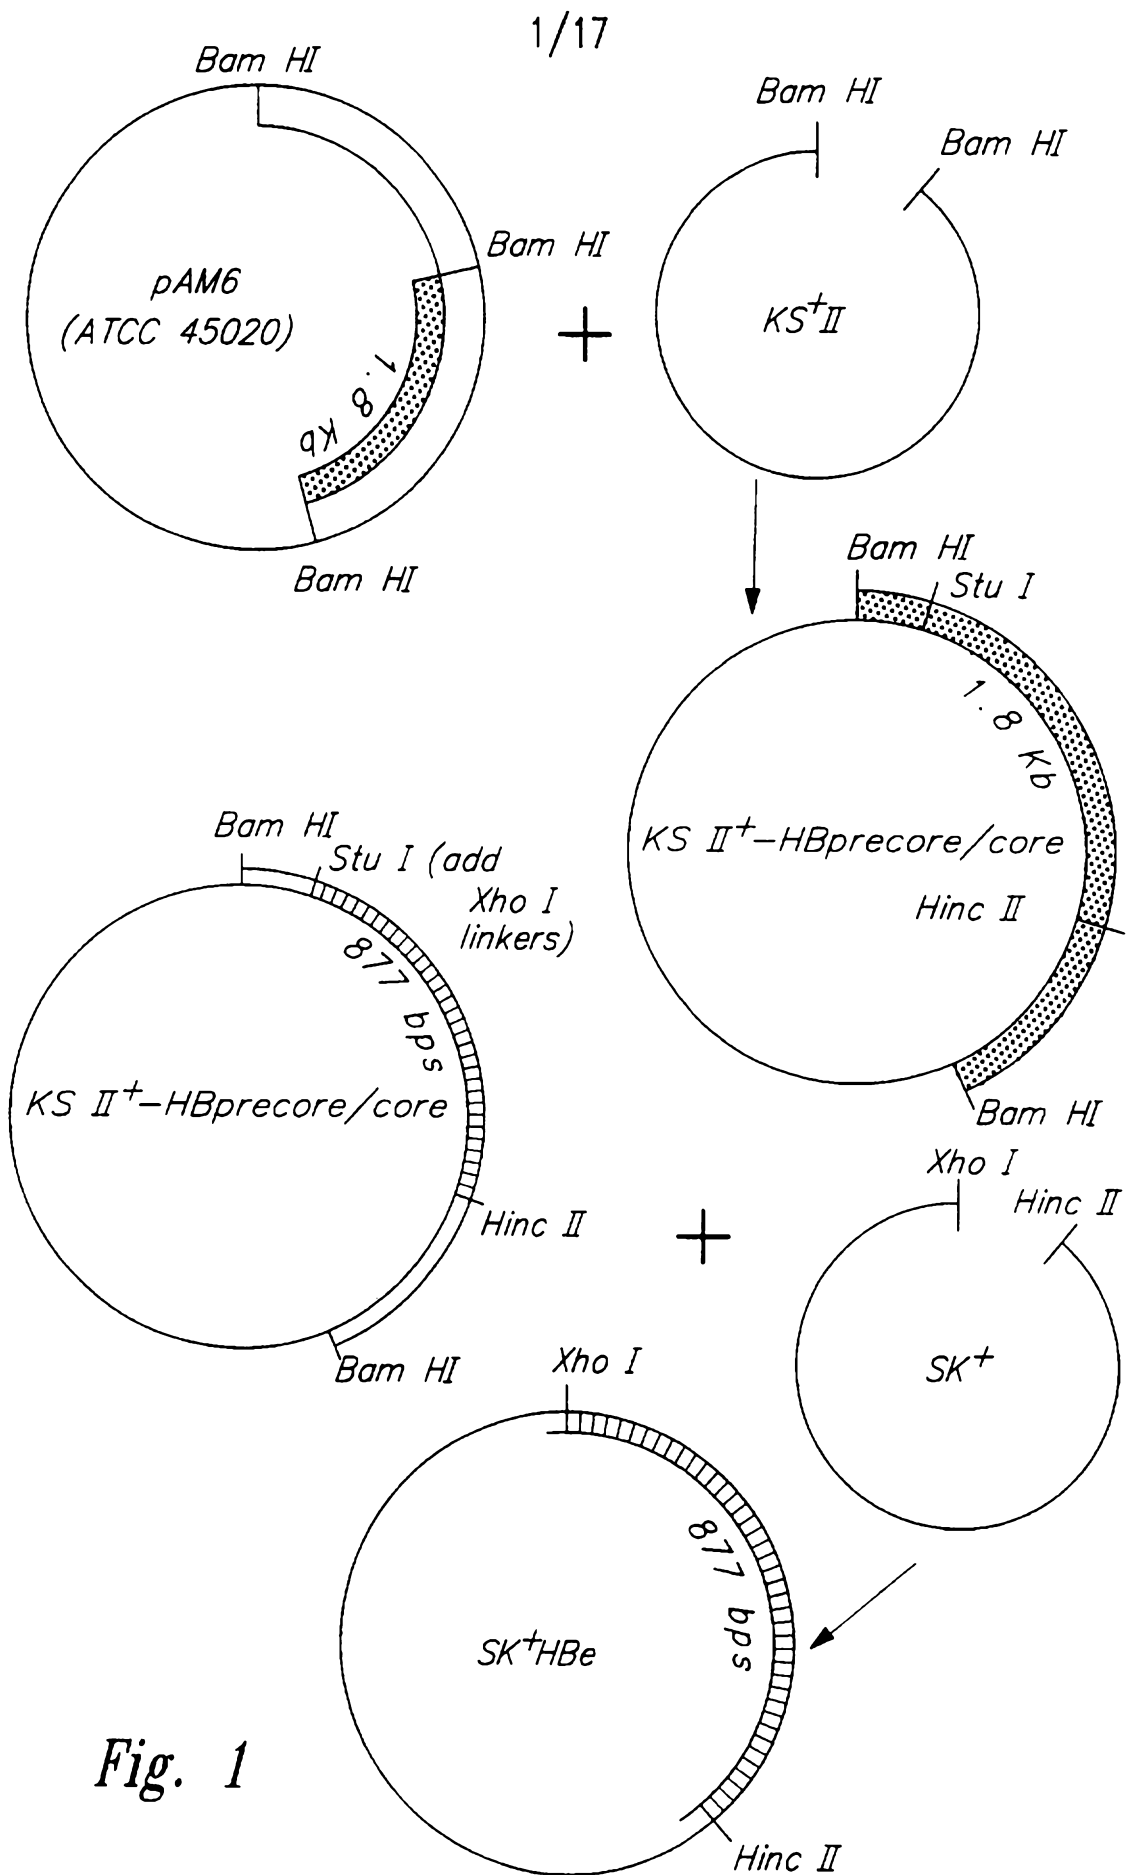 1/17
Bam HI
Bam HI
Bam HI
Bam HI
pAM6
(ATCC 45020)
1.8 Kb
Bam HI
+
KS+II
Bam HI
Stu I
1.8 Kb
KS II+-HBprecore/core
Hinc II
Bam HI
Bam HI
Stu I (add
Xho I
linkers)
877 bps
KS II+-HBprecore/core
Hinc II
Bam HI
+
Xho I
Hinc II
SK+
Xho I
877 bps
SK+HBe
Hinc II
Fig. 1